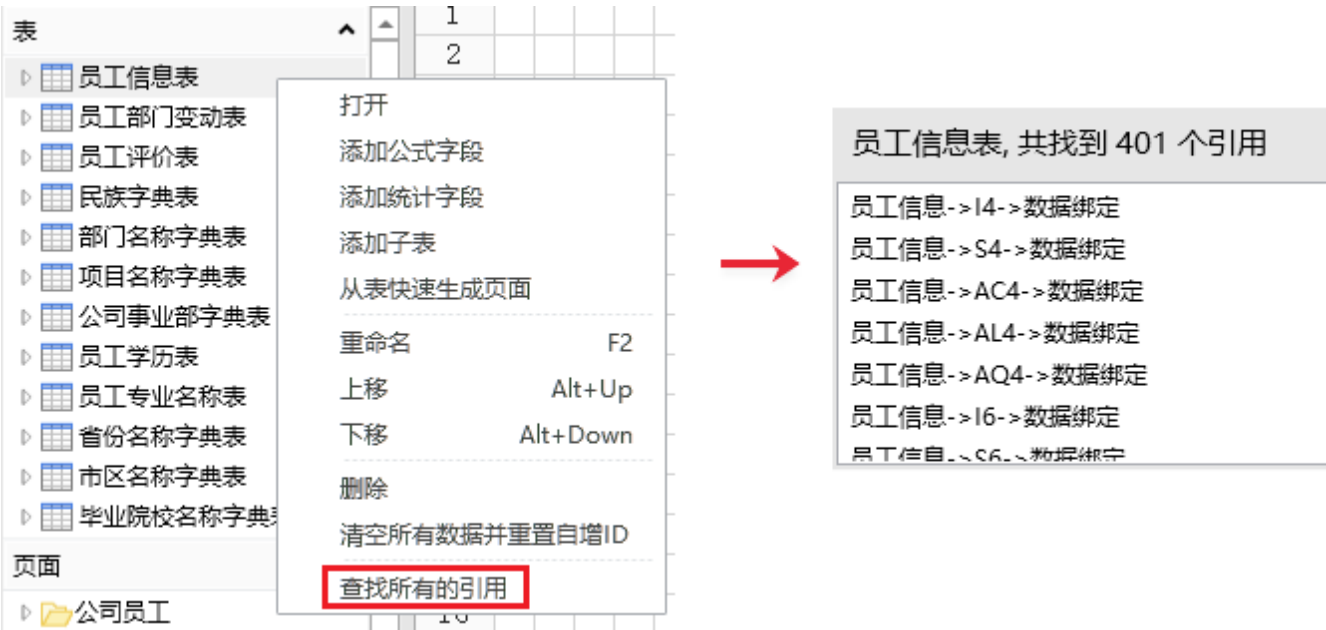 表
员工信息表
员工部门变动表
员工评价表
民族字典表
部门名称字典表
项目名称字典表
公司事业部字典表
员工学历表
员工专业名称表
省份名称字典表
市区名称字典表
毕业院校名称字典
页面
公司员工
1
2
打开
添加公式字段
添加统计字段
添加子表
从表快速生成页面
重命名 F2
上移 Alt+Up
下移 Alt+Down
删除
清空所有数据并重置自增ID
查找所有的引用
员工信息表, 共找到 401 个引用
员工信息->I4->数据绑定
员工信息->S4->数据绑定
员工信息->AC4->数据绑定
员工信息->AL4->数据绑定
员工信息->AQ4->数据绑定
员工信息->I6->数据绑定
员工信息->S6->数据绑定